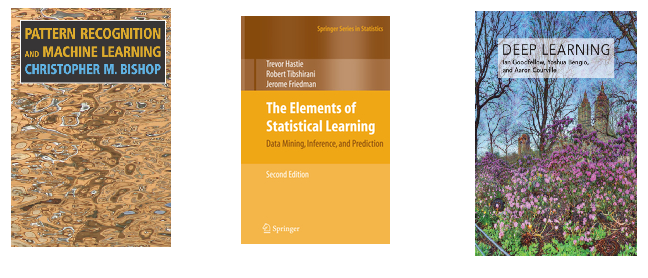 PATTERN RECOGNITION
AND MACHINE LEARNING
CHRISTOPHER M. BISHOP
Springer Series in Statistics
Trevor Hastie
Robert Tibshirani
Jerome Friedman
The Elements of
Statistical Learning
Data Mining, Inference, and Prediction
Second Edition
Springer
DEEP LEARNING
Ian Goodfellow, Yoshua Bengio,
and Aaron Courville